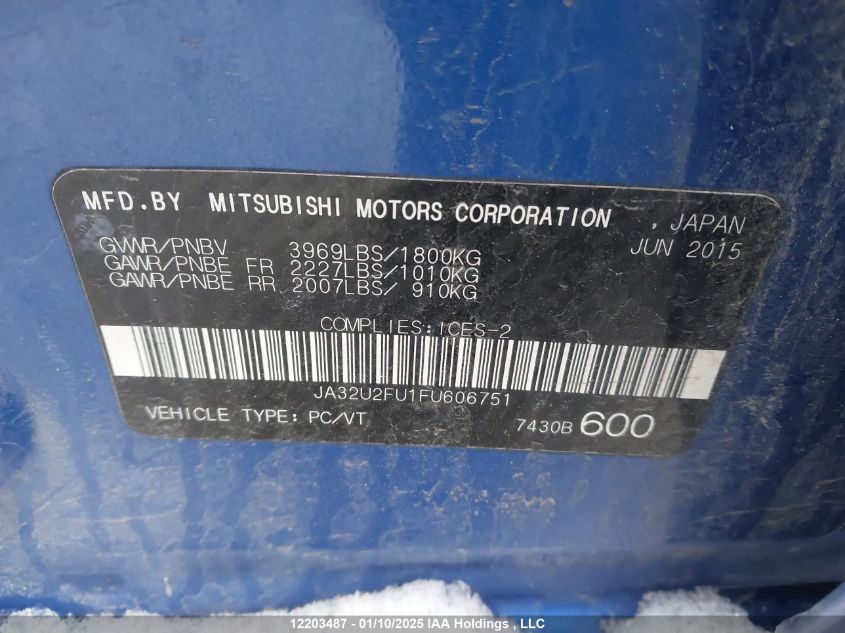 MFD.BY MITSUBISHI MOTORS CORPORATION , JAPAN
GVWR/PNBV 3969LBS/1800KG JUN 2015
GAWR/PNBE FR 2227LBS/1010KG
GAWR/PNBE RR 2007LBS/ 910KG
COMPLIES:ICES-2
JA32U2FU1FU606751
VEHICLE TYPE: PC/VT 7430B 600
12203487 - 01/10/2025 IAA Holdings , LLC